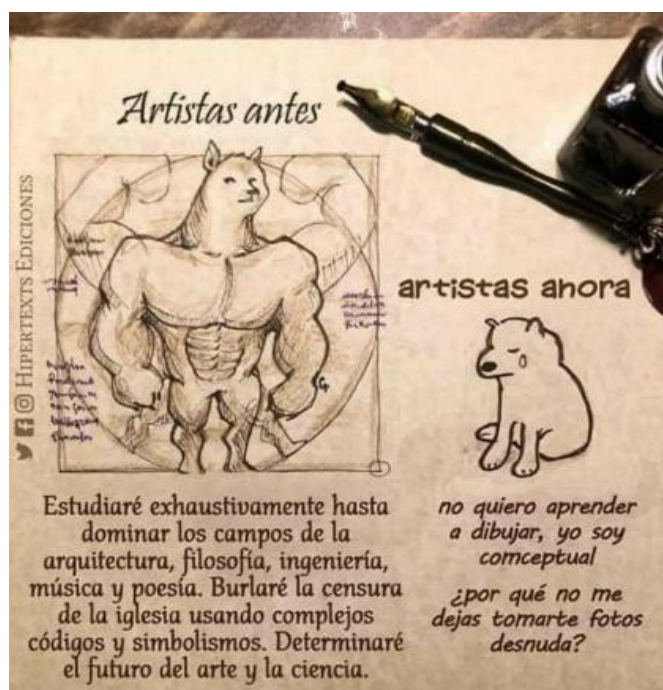 Artistas antes
HIPERTEXTS EDICIONES
artistas ahora
Estudiaré exhaustivamente hasta
dominar los campos de la
arquitectura, filosofía, ingeniería,
música y poesía. Burlaré la censura
de la iglesia usando complejos
códigos y simbolismos. Determinaré
el futuro del arte y la ciencia.
no quiero aprender
a dibujar, yo soy
comceptual
¿por qué no me
dejas tomarte fotos
desnuda?